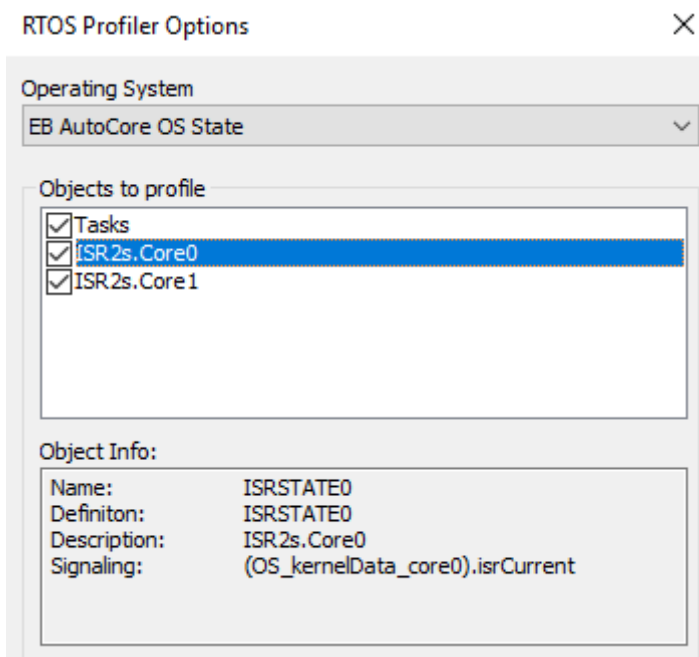 RTOS Profiler Options
Operating System
EB AutoCore OS State
Objects to profile
Tasks
ISR2s.Core0
ISR2s.Core1
Object Info:
Name: ISRSTATE0
Definiton: ISRSTATE0
Description: ISR2s.Core0
Signaling: (OS_kernelData_core0).isrCurrent